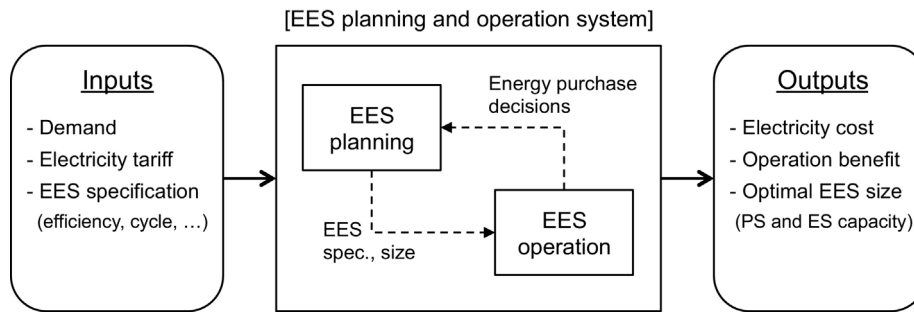 [EES planning and operation system]
Inputs
- Demand
- Electricity tariff
- EES specification
(efficiency, cycle, …)
Energy purchase
decisions
EES
planning
EES
spec., size
EES
operation
Outputs
- Electricity cost
- Operation benefit
- Optimal EES size
(PS and ES capacity)